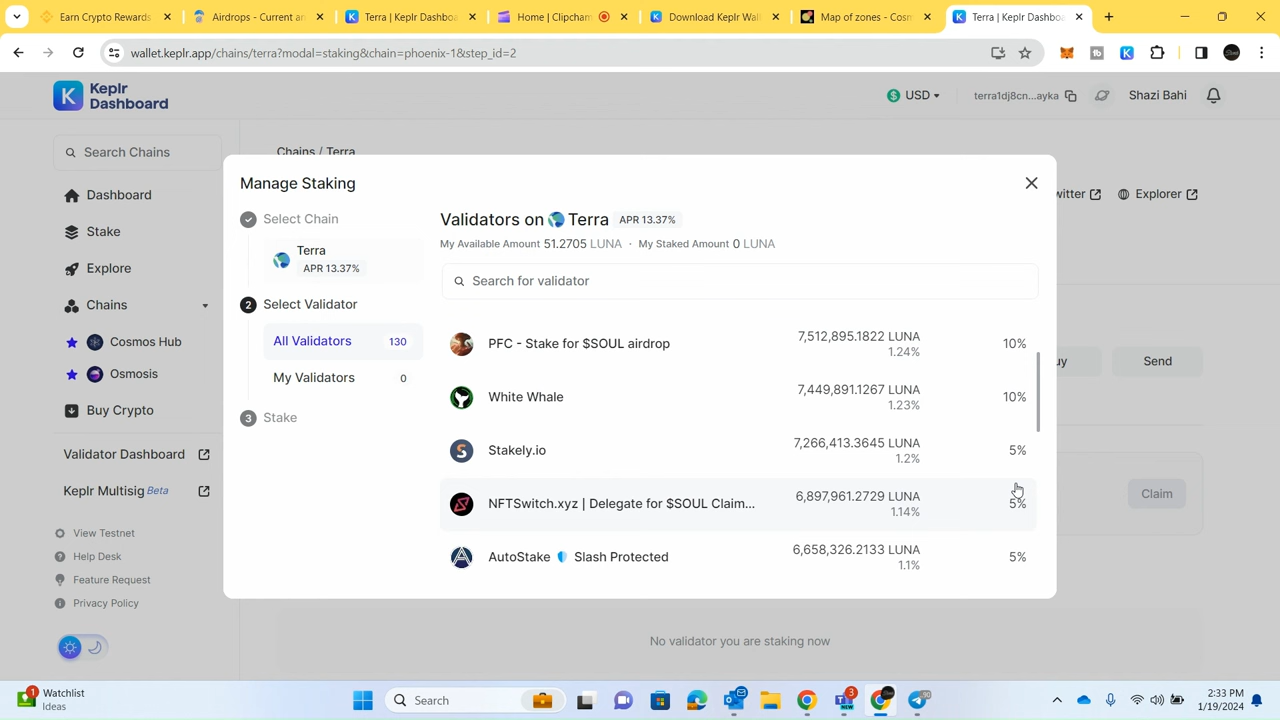 Earn Crypto Rewards
Airdrops - Current an
Terra | Keplr Dashboa
Home | Clipcham
Download Keplr Wal
Map of zones - Cosm
Terra | Keplr Dashbo
wallet.keplr.app/chains/terra?modal=staking&chain=phoenix-1&step_id=2
Keplr
Dashboard
USD
terra1dj8cn...ayka
Shazi Bahi
Search Chains
Dashboard
Stake
Explore
Chains
Cosmos Hub
Osmosis
Buy Crypto
Validator Dashboard
Keplr Multisig Beta
View Testnet
Help Desk
Feature Request
Privacy Policy
Chains / Terra
witter
Explorer
uy
Send
Claim
No validator you are staking now
Manage Staking
Select Chain
Terra
APR 13.37%
2 Select Validator
All Validators 130
My Validators 0
3 Stake
Validators on Terra APR 13.37%
My Available Amount 51.2705 LUNA · My Staked Amount 0 LUNA
Search for validator
PFC - Stake for $SOUL airdrop
7,512,895.1822 LUNA
1.24%
10%
White Whale
7,449,891.1267 LUNA
1.23%
10%
Stakely.io
7,266,413.3645 LUNA
1.2%
5%
NFTSwitch.xyz | Delegate for $SOUL Claim...
6,897,961.2729 LUNA
1.14%
5%
AutoStake Slash Protected
6,658,326.2133 LUNA
1.1%
5%
1
Watchlist
Ideas
Search
3
NEW
2:33 PM
1/19/2024